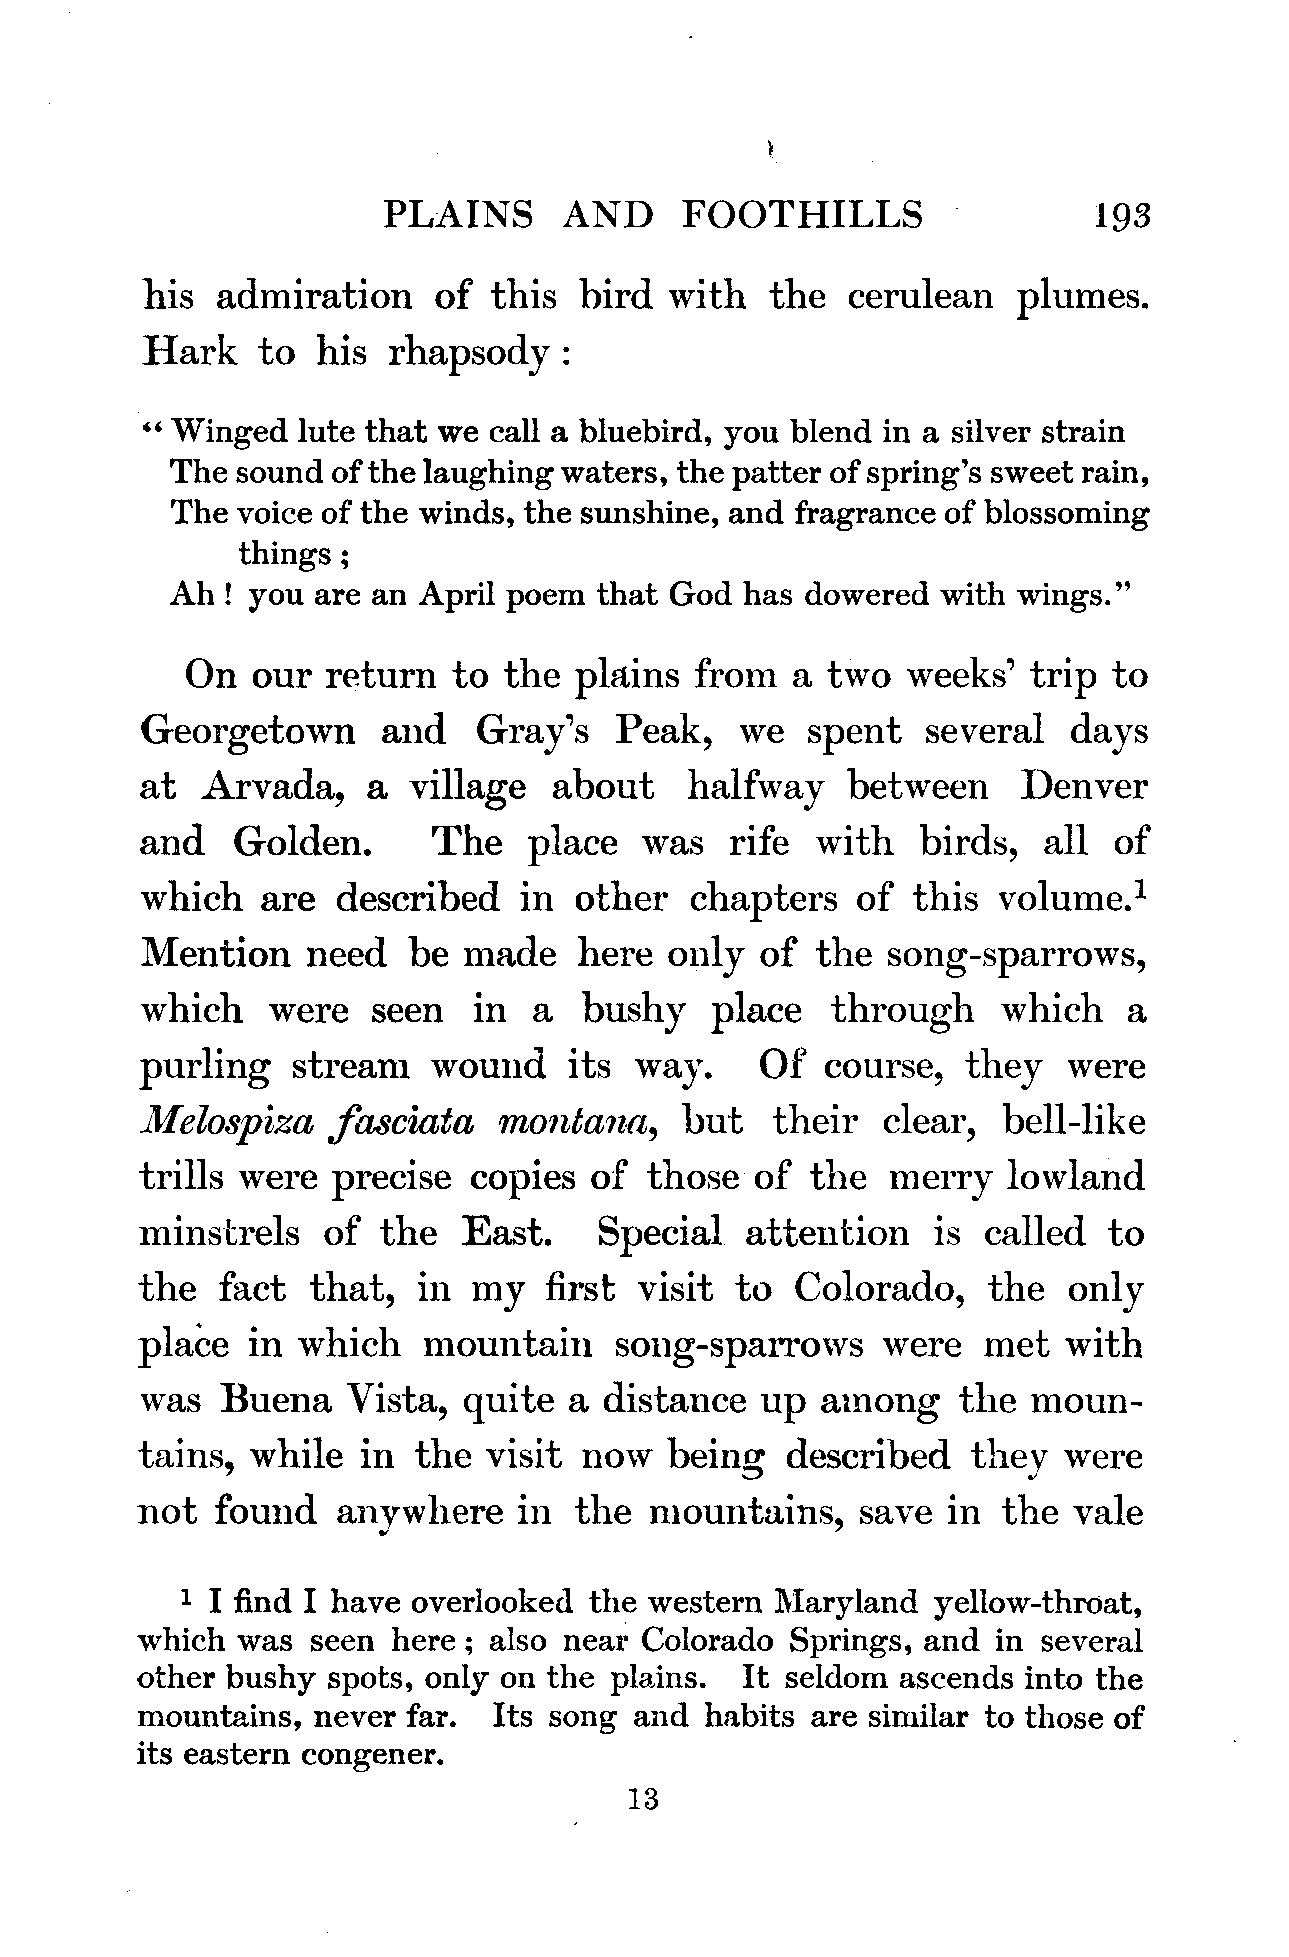 PLAINS AND FOOTHILLS 193
his admiration of this bird with the cerulean plumes.
Hark to his rhapsody :
“ Winged lute that we call a bluebird, you blend in a silver strain
The sound of the laughing waters, the patter of spring’s sweet rain,
The voice of the winds, the sunshine, and fragrance of blossoming
things ;
Ah ! you are an April poem that God has dowered with wings.”
On our return to the plains from a two weeks’ trip to
Georgetown and Gray’s Peak, we spent several days
at Arvada, a village about halfway between Denver
and Golden. The place was rife with birds, all of
which are described in other chapters of this volume.¹
Mention need be made here only of the song-sparrows,
which were seen in a bushy place through which a
purling stream wound its way. Of course, they were
Melospiza fasciata montana, but their clear, bell-like
trills were precise copies of those of the merry lowland
minstrels of the East. Special attention is called to
the fact that, in my first visit to Colorado, the only
place in which mountain song-sparrows were met with
was Buena Vista, quite a distance up among the moun-
tains, while in the visit now being described they were
not found anywhere in the mountains, save in the vale
¹ I find I have overlooked the western Maryland yellow-throat,
which was seen here ; also near Colorado Springs, and in several
other bushy spots, only on the plains. It seldom ascends into the
mountains, never far. Its song and habits are similar to those of
its eastern congener.
13